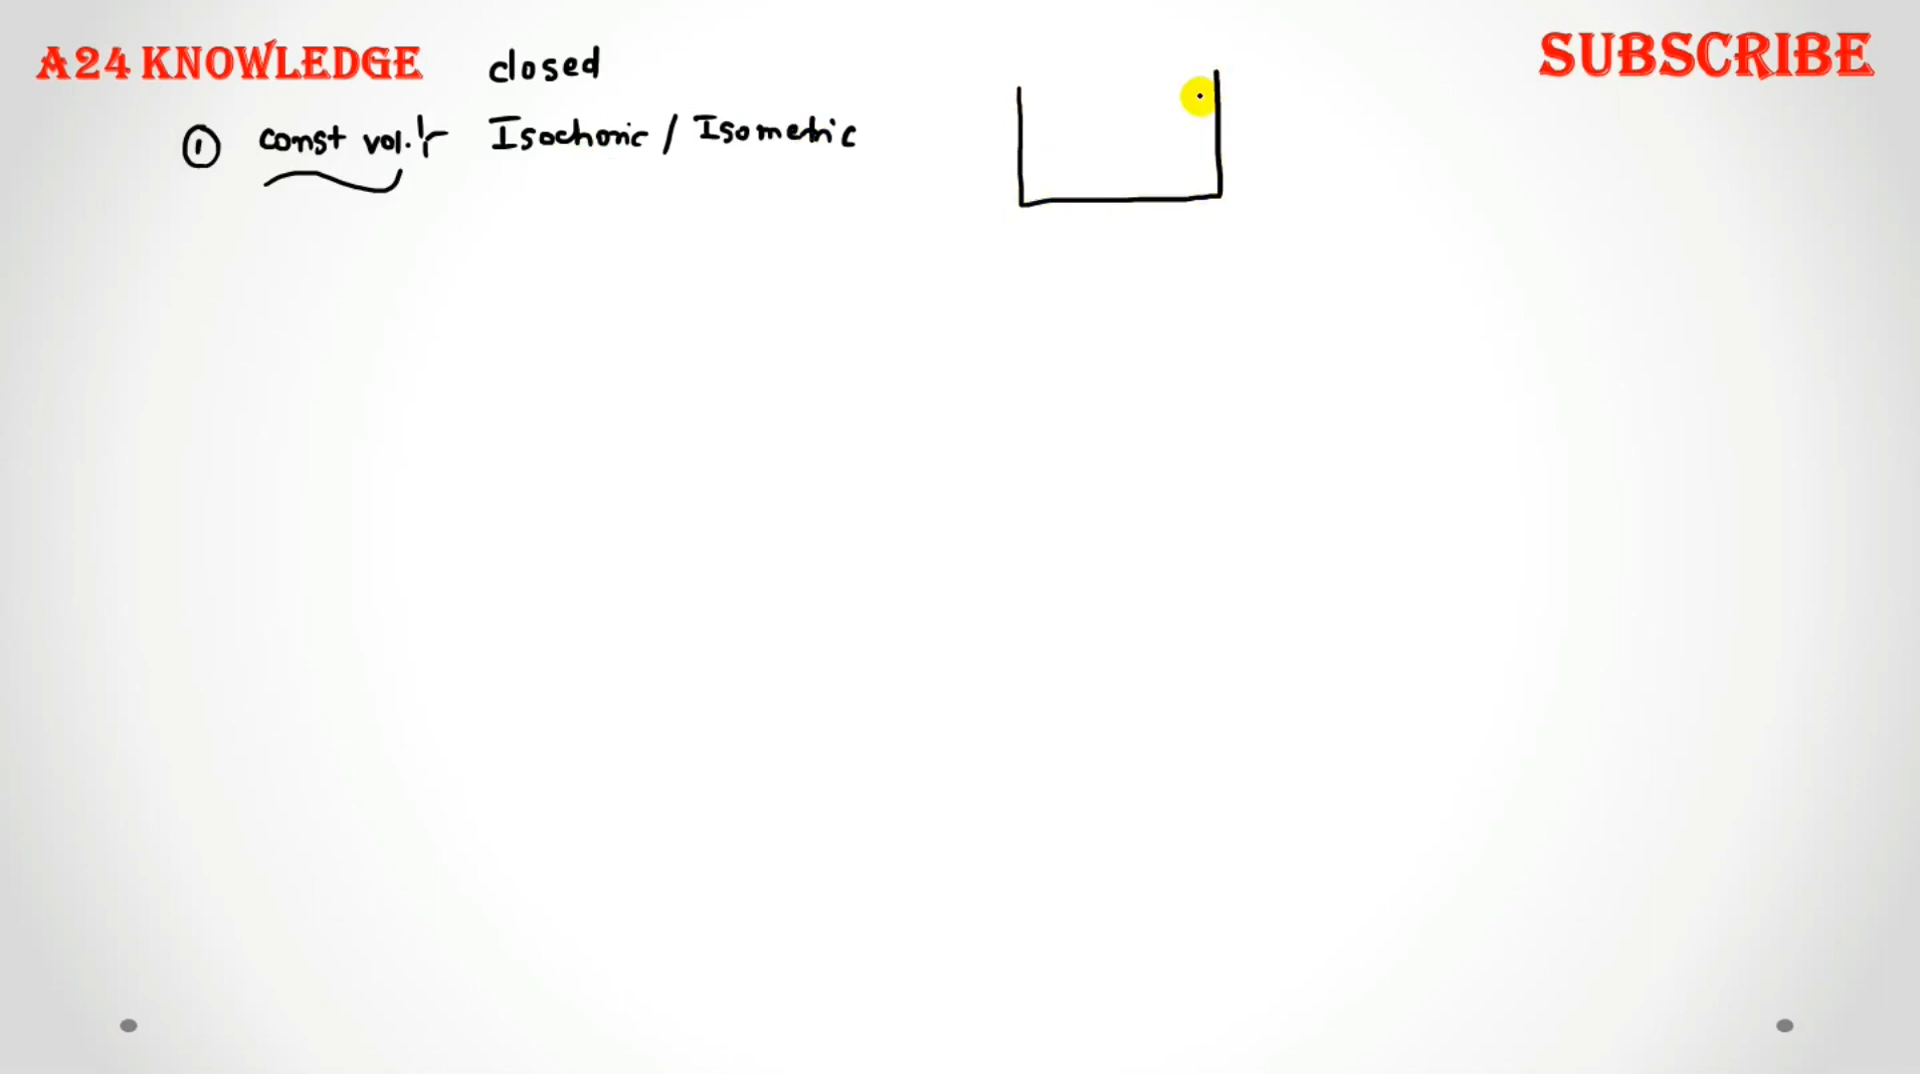 A24 KNOWLEDGE
SUBSCRIBE
closed
① const vol. :- Isochoric / Isometric